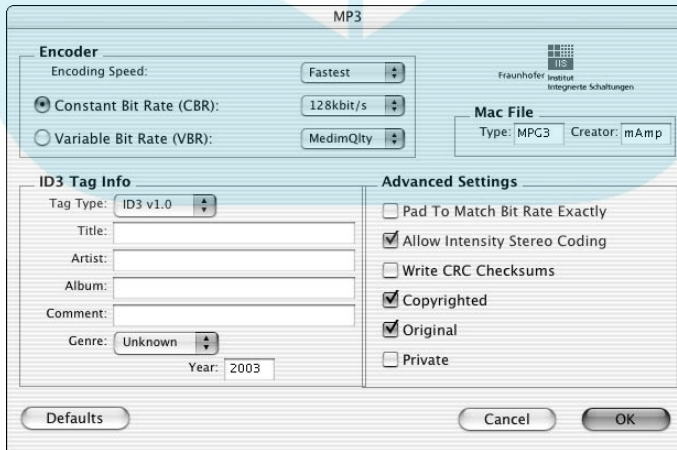 MP3
Encoder
Encoding Speed: Fastest
Constant Bit Rate (CBR): 128kbit/s
Variable Bit Rate (VBR): MedimQlty
IIS
Fraunhofer Institut
Integrierte Schaltungen
Mac File
Type: MPG3 Creator: mAmp
ID3 Tag Info
Tag Type: ID3 v1.0
Title:
Artist:
Album:
Comment:
Genre: Unknown
Year: 2003
Advanced Settings
Pad To Match Bit Rate Exactly
Allow Intensity Stereo Coding
Write CRC Checksums
Copyrighted
Original
Private
Defaults
Cancel
OK